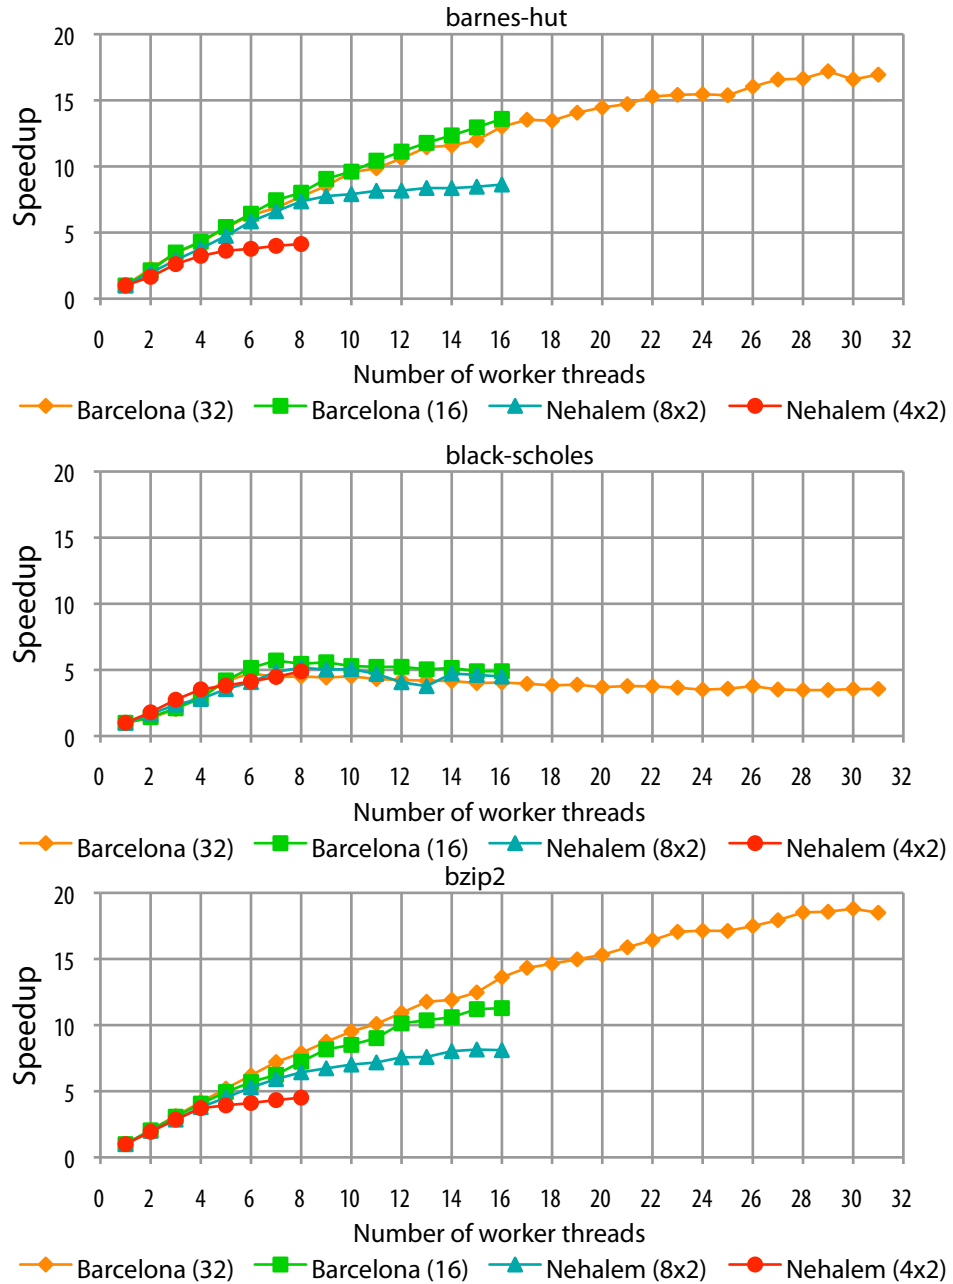 barnes-hut
20
15
10
5
0
Speedup
0 2 4 6 8 10 12 14 16 18 20 22 24 26 28 30 32
Number of worker threads
Barcelona (32) Barcelona (16) Nehalem (8x2) Nehalem (4x2)
black-scholes
20
15
10
5
0
Speedup
0 2 4 6 8 10 12 14 16 18 20 22 24 26 28 30 32
Number of worker threads
Barcelona (32) Barcelona (16) Nehalem (8x2) Nehalem (4x2)
bzip2
20
15
10
5
0
Speedup
0 2 4 6 8 10 12 14 16 18 20 22 24 26 28 30 32
Number of worker threads
Barcelona (32) Barcelona (16) Nehalem (8x2) Nehalem (4x2)